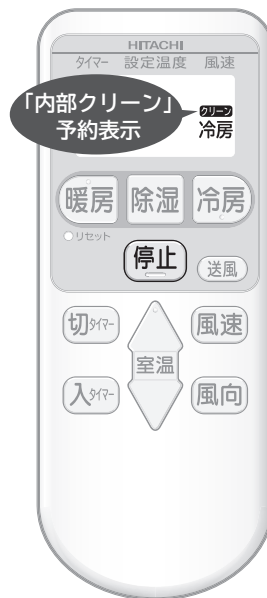 HITACHI
タイマー 設定温度 風速
「内部クリーン」
予約表示
クリーン
冷房
暖房 除湿 冷房
リセット
停止 送風
切タイマー 風速
室温
入タイマー 風向